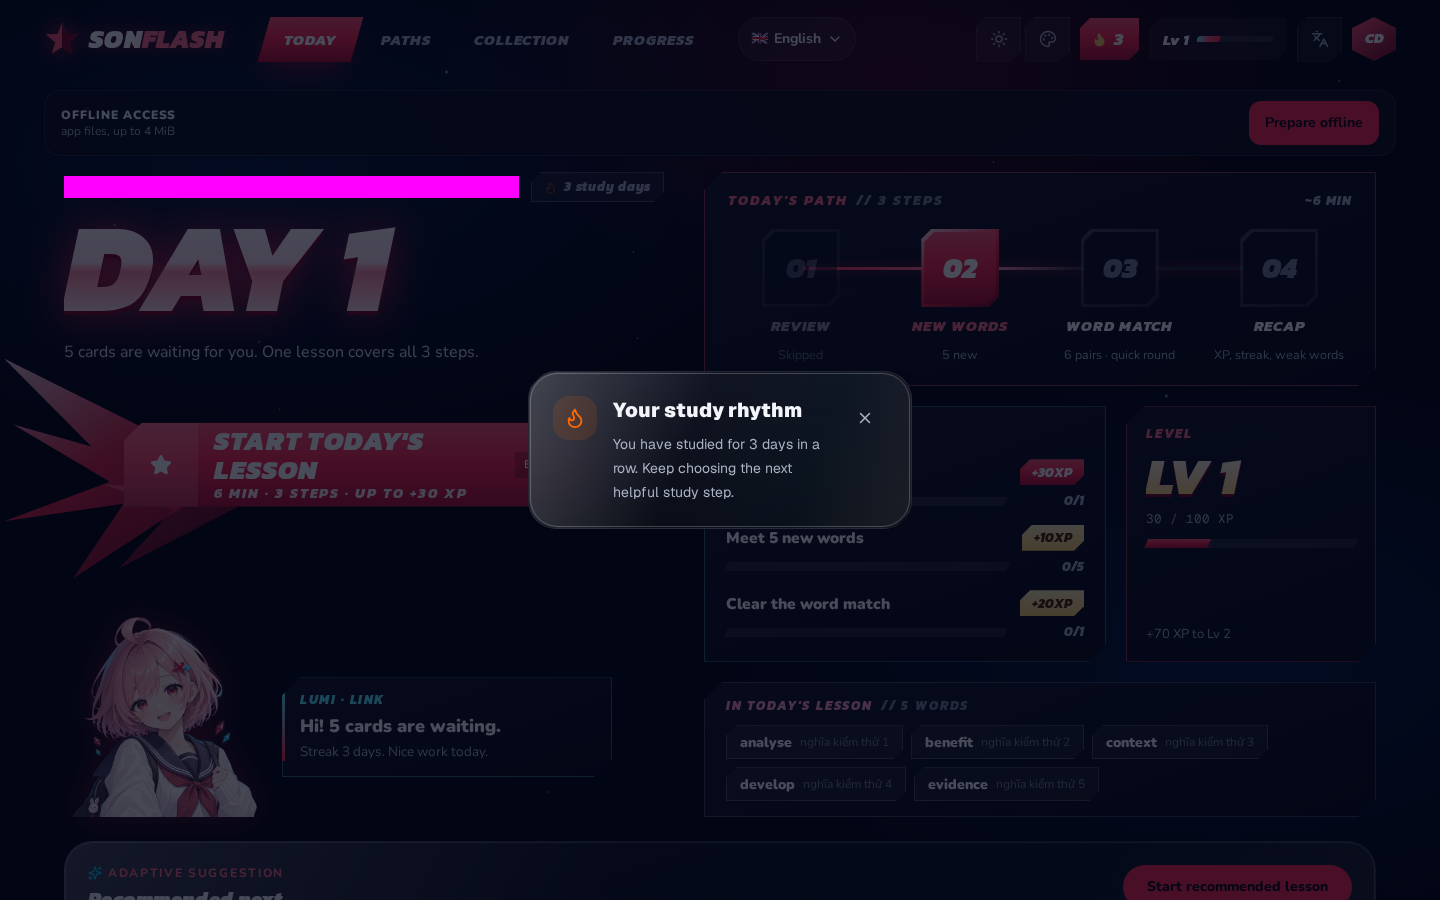 SONFLASH
TODAY
PATHS
COLLECTION
PROGRESS
English
3
Lv 1
CD
OFFLINE ACCESS
app files, up to 4 MiB
Prepare offline
3 study days
DAY 1
5 cards are waiting for you. One lesson covers all 3 steps.
START TODAY'S
LESSON
6 MIN · 3 STEPS · UP TO +30 XP
TODAY'S PATH // 3 STEPS
~6 MIN
01
02
03
04
REVIEW
NEW WORDS
WORD MATCH
RECAP
Skipped
5 new
6 pairs · quick round
XP, streak, weak words
Your study rhythm
You have studied for 3 days in a
row. Keep choosing the next
helpful study step.
+30XP
0/1
Meet 5 new words
+10XP
0/5
Clear the word match
+20XP
0/1
LEVEL
LV 1
30 / 100 XP
+70 XP to Lv 2
LUMI · LINK
Hi! 5 cards are waiting.
Streak 3 days. Nice work today.
IN TODAY'S LESSON // 5 WORDS
analyse nghĩa kiểm thử 1
benefit nghĩa kiểm thử 2
context nghĩa kiểm thử 3
develop nghĩa kiểm thử 4
evidence nghĩa kiểm thử 5
ADAPTIVE SUGGESTION
Recommended next
Start recommended lesson